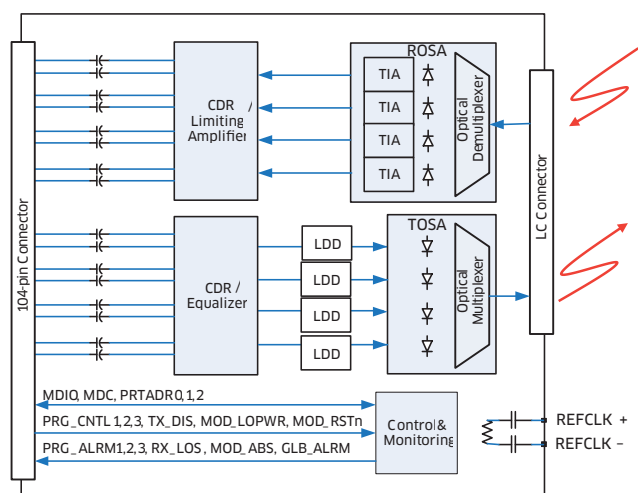 104-pin Connector
CDR /
Limiting
Amplifier
ROSA
TIA
TIA
TIA
TIA
Optical
Demultiplexer
LC Connector
CDR /
Equalizer
LDD
LDD
LDD
LDD
TOSA
Optical
Multiplexer
MDIO, MDC, PRTADR0,1,2
PRG_CNTL1,2,3, TX_DIS, MOD_LOPWR, MOD_RSTn
PRG_ALRM1,2,3, RX_LOS, MOD_ABS, GLB_ALRM
Control&
Monitoring
REFCLK +
REFCLK –